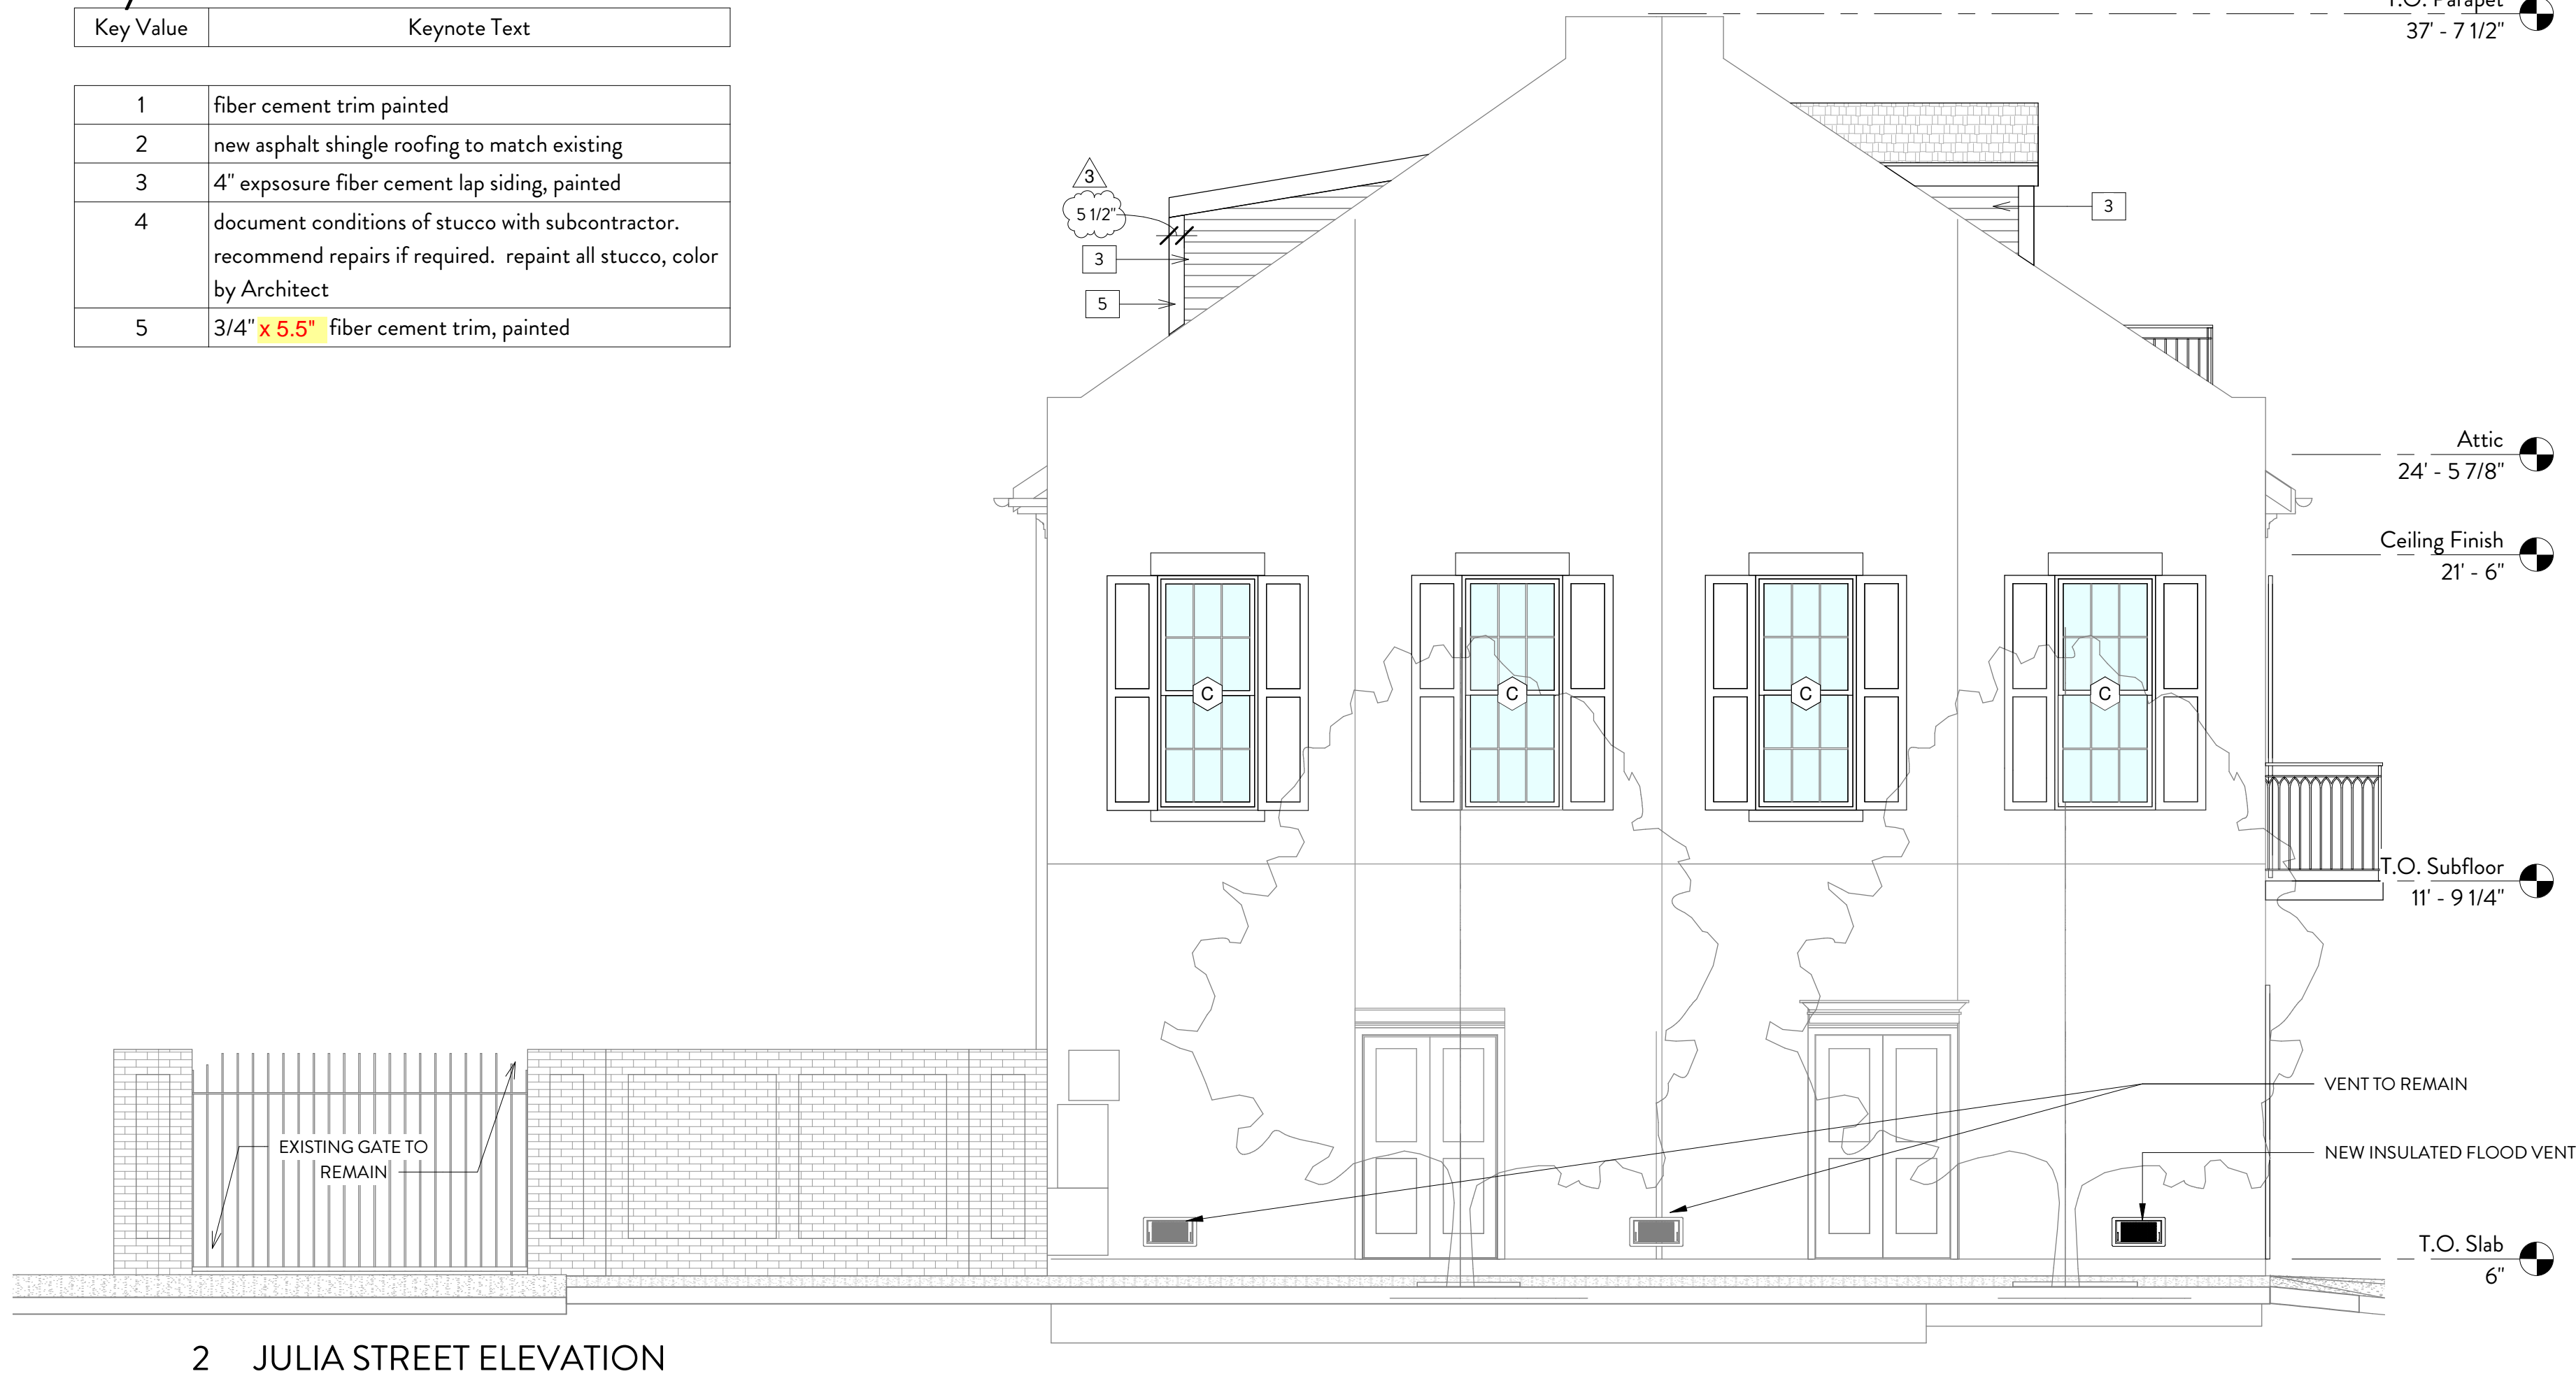 Key Value Keynote Text
1 fiber cement trim painted
2 new asphalt shingle roofing to match existing
3 4" expsosure fiber cement lap siding, painted
4 document conditions of stucco with subcontractor.
recommend repairs if required. repaint all stucco, color
by Architect
5 3/4" x 5.5" fiber cement trim, painted
T.O. Parapet
37' - 7 1/2"
3
5 1/2"
3
5
3
Attic
24' - 5 7/8"
Ceiling Finish
21' - 6"
C
C
C
C
T.O. Subfloor
11' - 9 1/4"
VENT TO REMAIN
EXISTING GATE TO
REMAIN
NEW INSULATED FLOOD VENT
T.O. Slab
6"
2 JULIA STREET ELEVATION